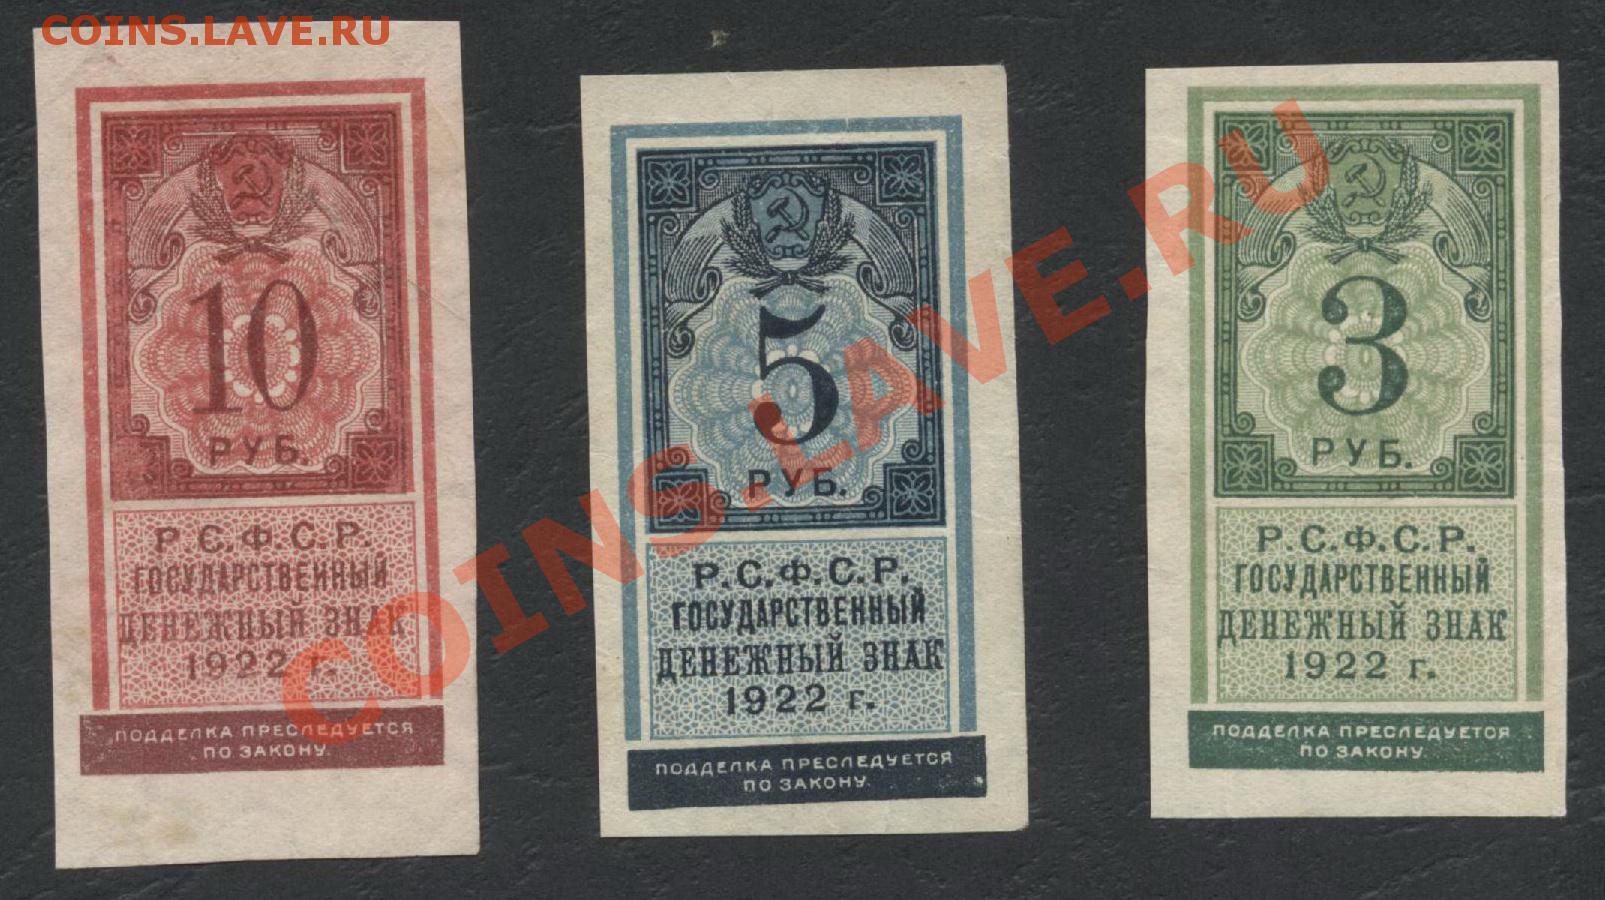 COINS.LAVE.RU
10
РУБ.
Р.С.Ф.С.Р.
ГОСУДАРСТВЕННЫЙ
ДЕНЕЖНЫЙ ЗНАК
1922 г.
ПОДДЕЛКА ПРЕСЛЕДУЕТСЯ
ПО ЗАКОНУ.
5
РУБ.
Р.С.Ф.С.Р.
ГОСУДАРСТВЕННЫЙ
ДЕНЕЖНЫЙ ЗНАК
1922 г.
ПОДДЕЛКА ПРЕСЛЕДУЕТСЯ
ПО ЗАКОНУ.
3
РУБ.
Р.С.Ф.С.Р.
ГОСУДАРСТВЕННЫЙ
ДЕНЕЖНЫЙ ЗНАК
1922 г.
ПОДДЕЛКА ПРЕСЛЕДУЕТСЯ
ПО ЗАКОНУ.
COINS.LAVE.RU